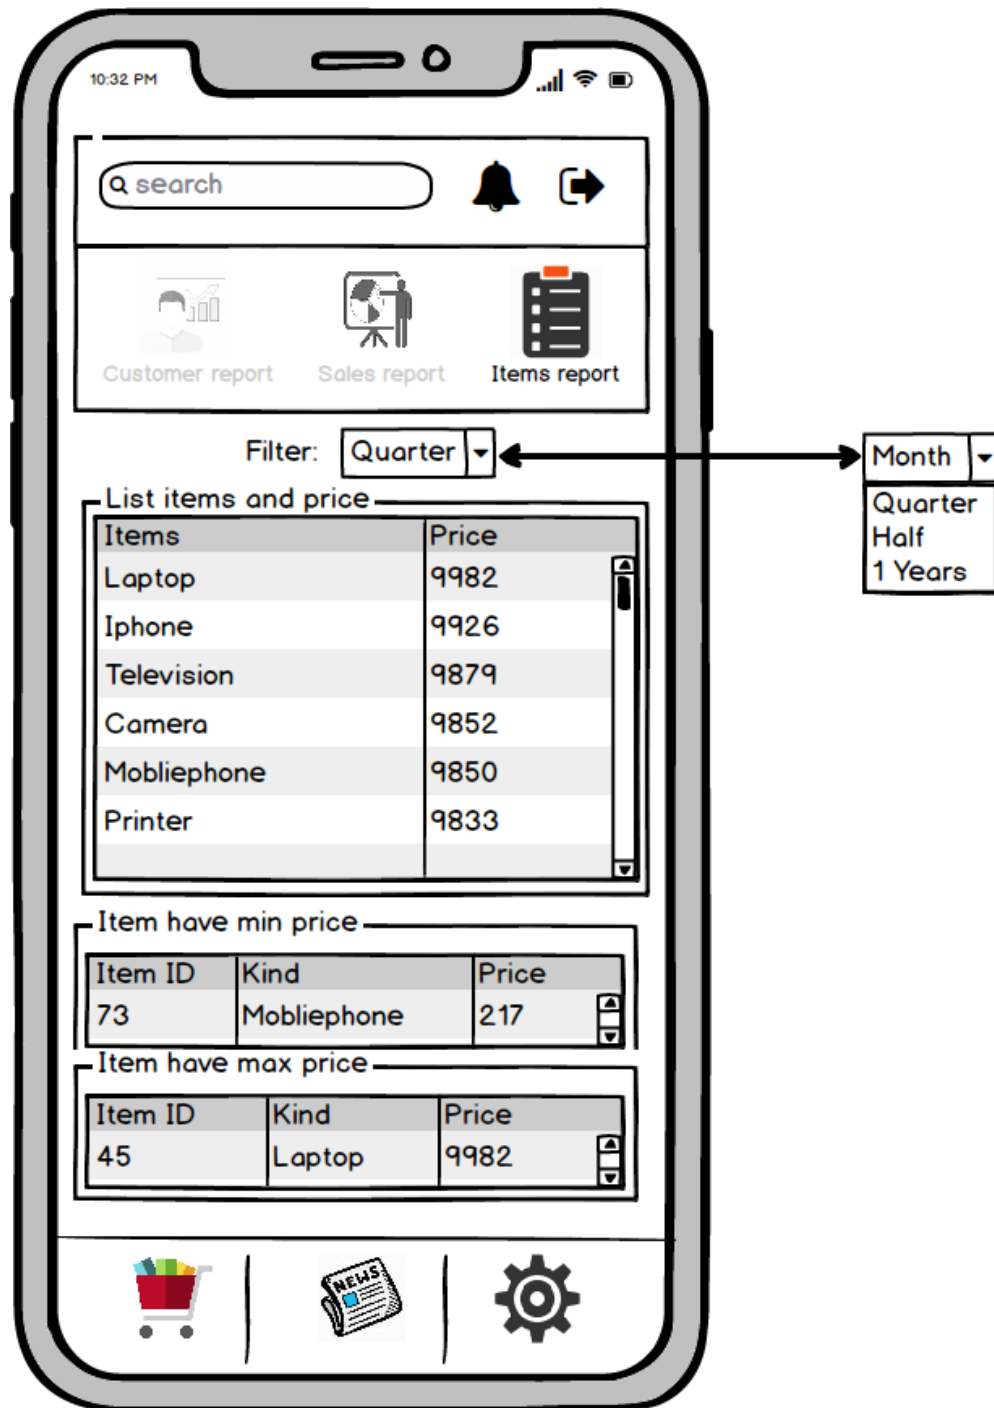 10:32 PM
search
Customer report Sales report Items report
Filter: Quarter
Month
Quarter
Half
1 Years
List items and price
Items Price
Laptop 9982
Iphone 9926
Television 9879
Camera 9852
Mobliephone 9850
Printer 9833
Item have min price
Item ID Kind Price
73 Mobliephone 217
Item have max price
Item ID Kind Price
45 Laptop 9982
NEWS